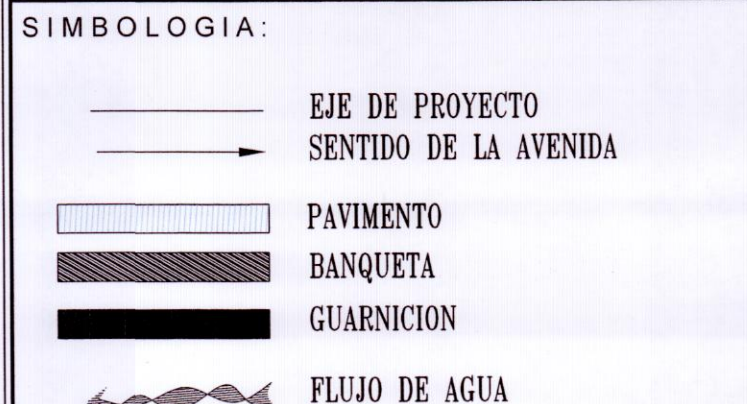 SIMBOLOGIA:
EJE DE PROYECTO
SENTIDO DE LA AVENIDA
PAVIMENTO
BANQUETA
GUARNICION
FLUJO DE AGUA